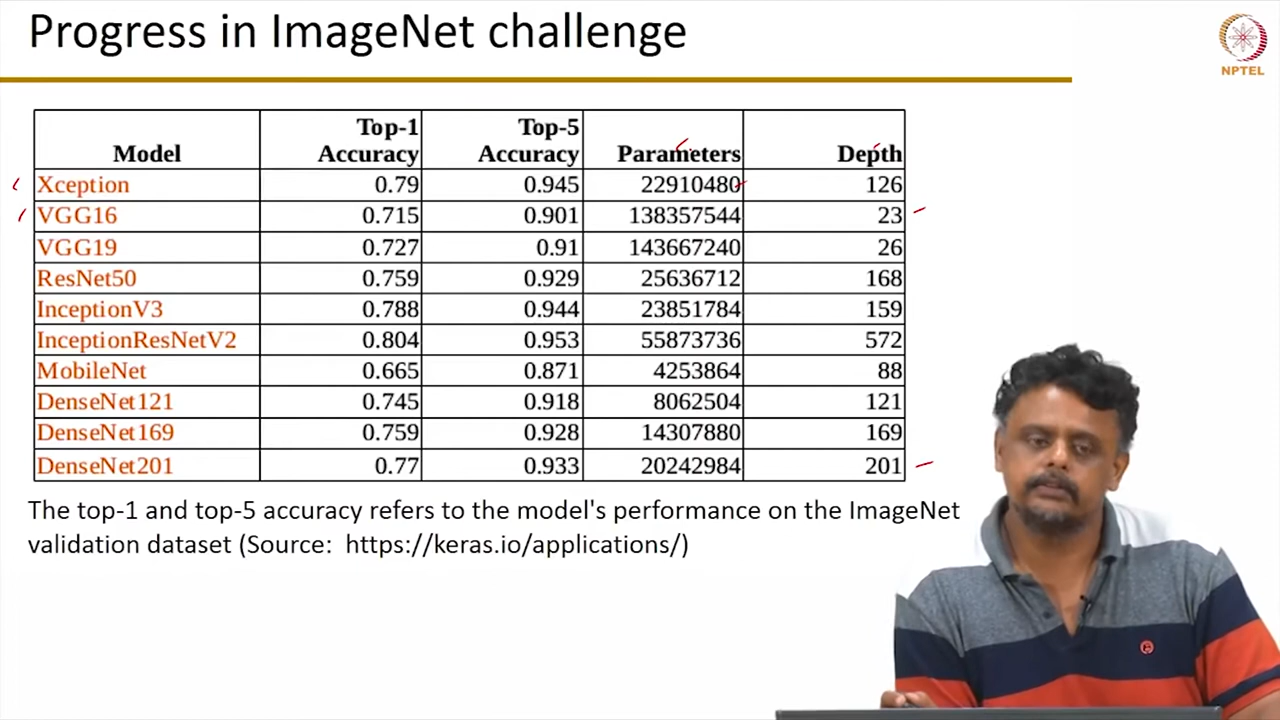 Progress in ImageNet challenge
NPTEL
Model Top-1 Accuracy Top-5 Accuracy Parameters Depth
Xception 0.79 0.945 22910480 126
VGG16 0.715 0.901 138357544 23
VGG19 0.727 0.91 143667240 26
ResNet50 0.759 0.929 25636712 168
InceptionV3 0.788 0.944 23851784 159
InceptionResNetV2 0.804 0.953 55873736 572
MobileNet 0.665 0.871 4253864 88
DenseNet121 0.745 0.918 8062504 121
DenseNet169 0.759 0.928 14307880 169
DenseNet201 0.77 0.933 20242984 201
The top-1 and top-5 accuracy refers to the model's performance on the ImageNet
validation dataset (Source: https://keras.io/applications/)